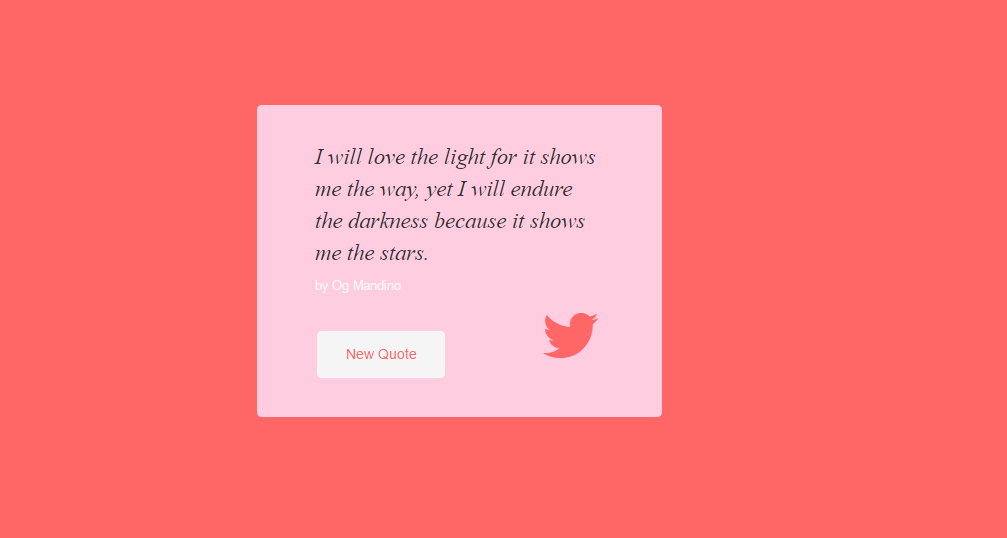 I will love the light for it shows
me the way, yet I will endure
the darkness because it shows
me the stars.
by Og Mandino
New Quote